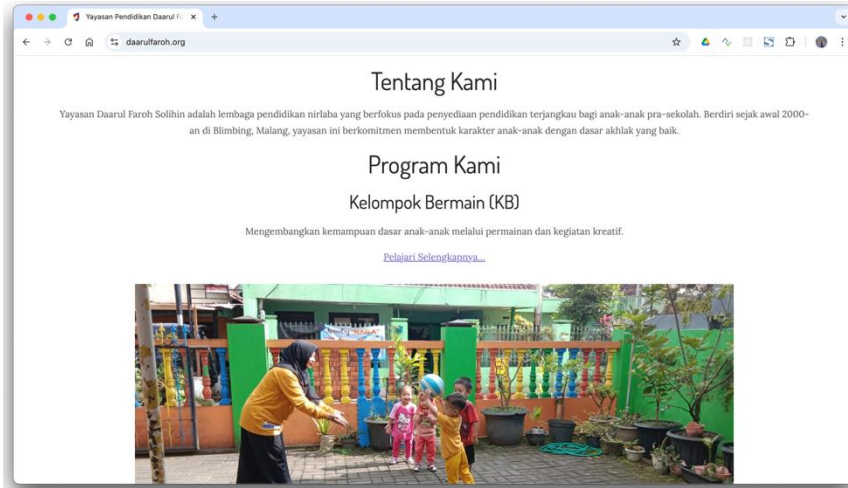 Yayasan Pendidikan Daarul F
daarulfaroh.org
Tentang Kami
Yayasan Daarul Faroh Solihin adalah lembaga pendidikan nirlaba yang berfokus pada penyediaan pendidikan terjangkau bagi anak-anak pra-sekolah. Berdiri sejak awal 2000-
an di Blimbing, Malang, yayasan ini berkomitmen membentuk karakter anak-anak dengan dasar akhlak yang baik.
Program Kami
Kelompok Bermain (KB)
Mengembangkan kemampuan dasar anak-anak melalui permainan dan kegiatan kreatif.
Pelajari Selengkapnya...